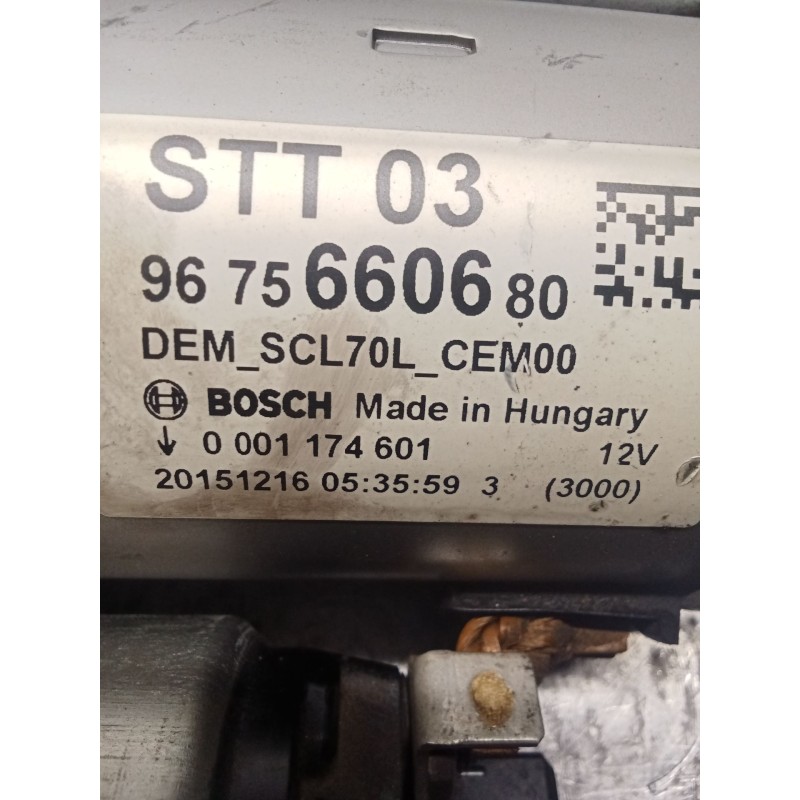 STT 03
96 75 6606 80
DEM_SCL70L_CEM00
BOSCH Made in Hungary
0 001 174 601 12V
20151216 05:35:59 3 (3000)